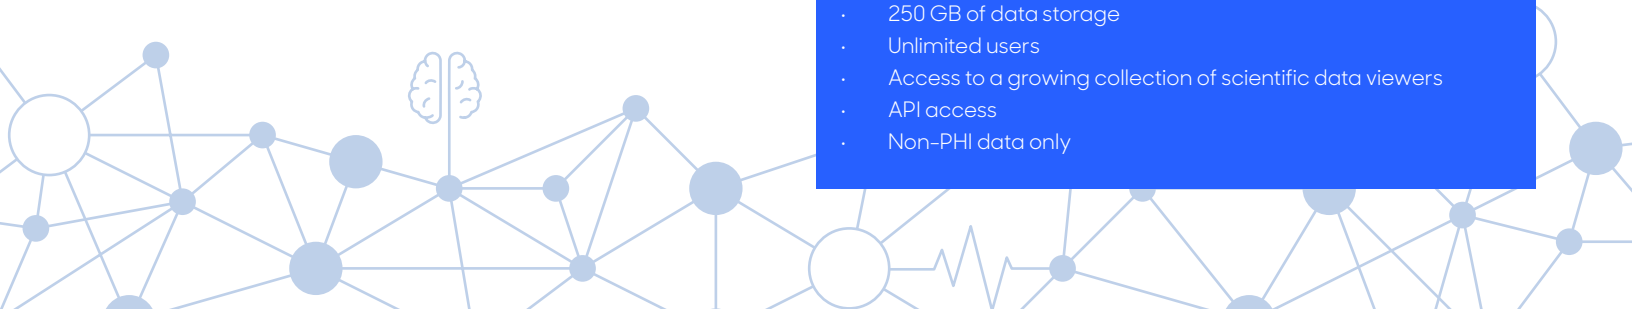 · 250 GB of data storage
· Unlimited users
· Access to a growing collection of scientific data viewers
· API access
· Non-PHI data only